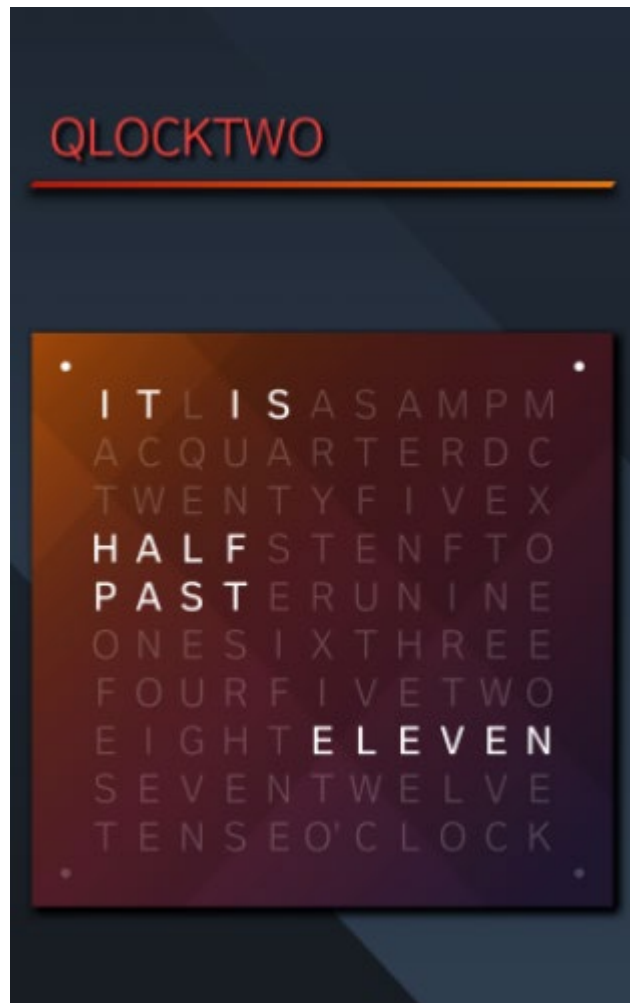 QLOCKTWO
ITLISASAMPM
ACQUARTERDC
TWENTYFIVEX
HALFSTENFTO
PASTERUNINE
ONESIXTHREE
FOURFIVETWO
EIGHTELEVEN
SEVENTWELVE
TENSEO'CLOCK